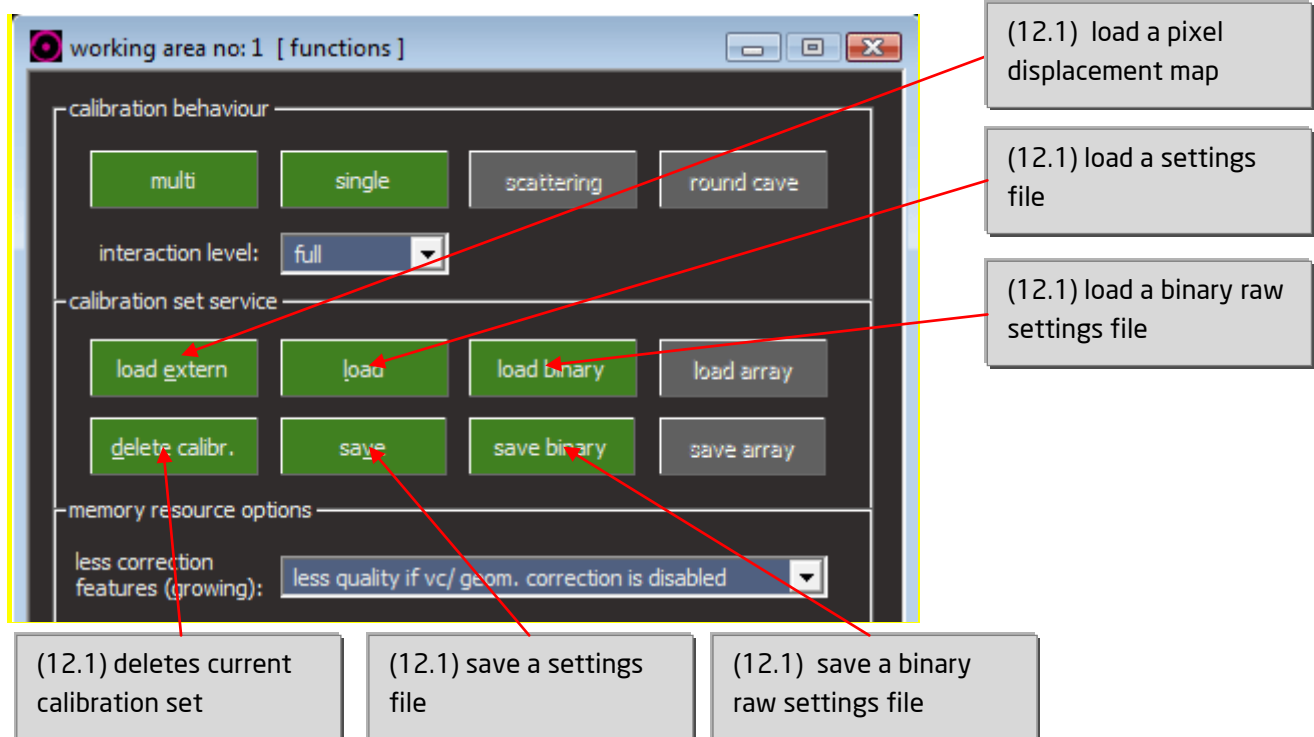 working area no: 1 [ functions ]
(12.1) load a pixel
displacement map
calibration behaviour
multi single scattering round cave
(12.1) load a settings
file
interaction level: full
(12.1) load a binary raw
settings file
calibration set service
load extern load load binary load array
delete calibr. save save binary save array
memory resource options
less correction
features (growing): less quality if vc/ geom. correction is disabled
(12.1) deletes current
calibration set
(12.1) save a settings
file
(12.1) save a binary
raw settings file